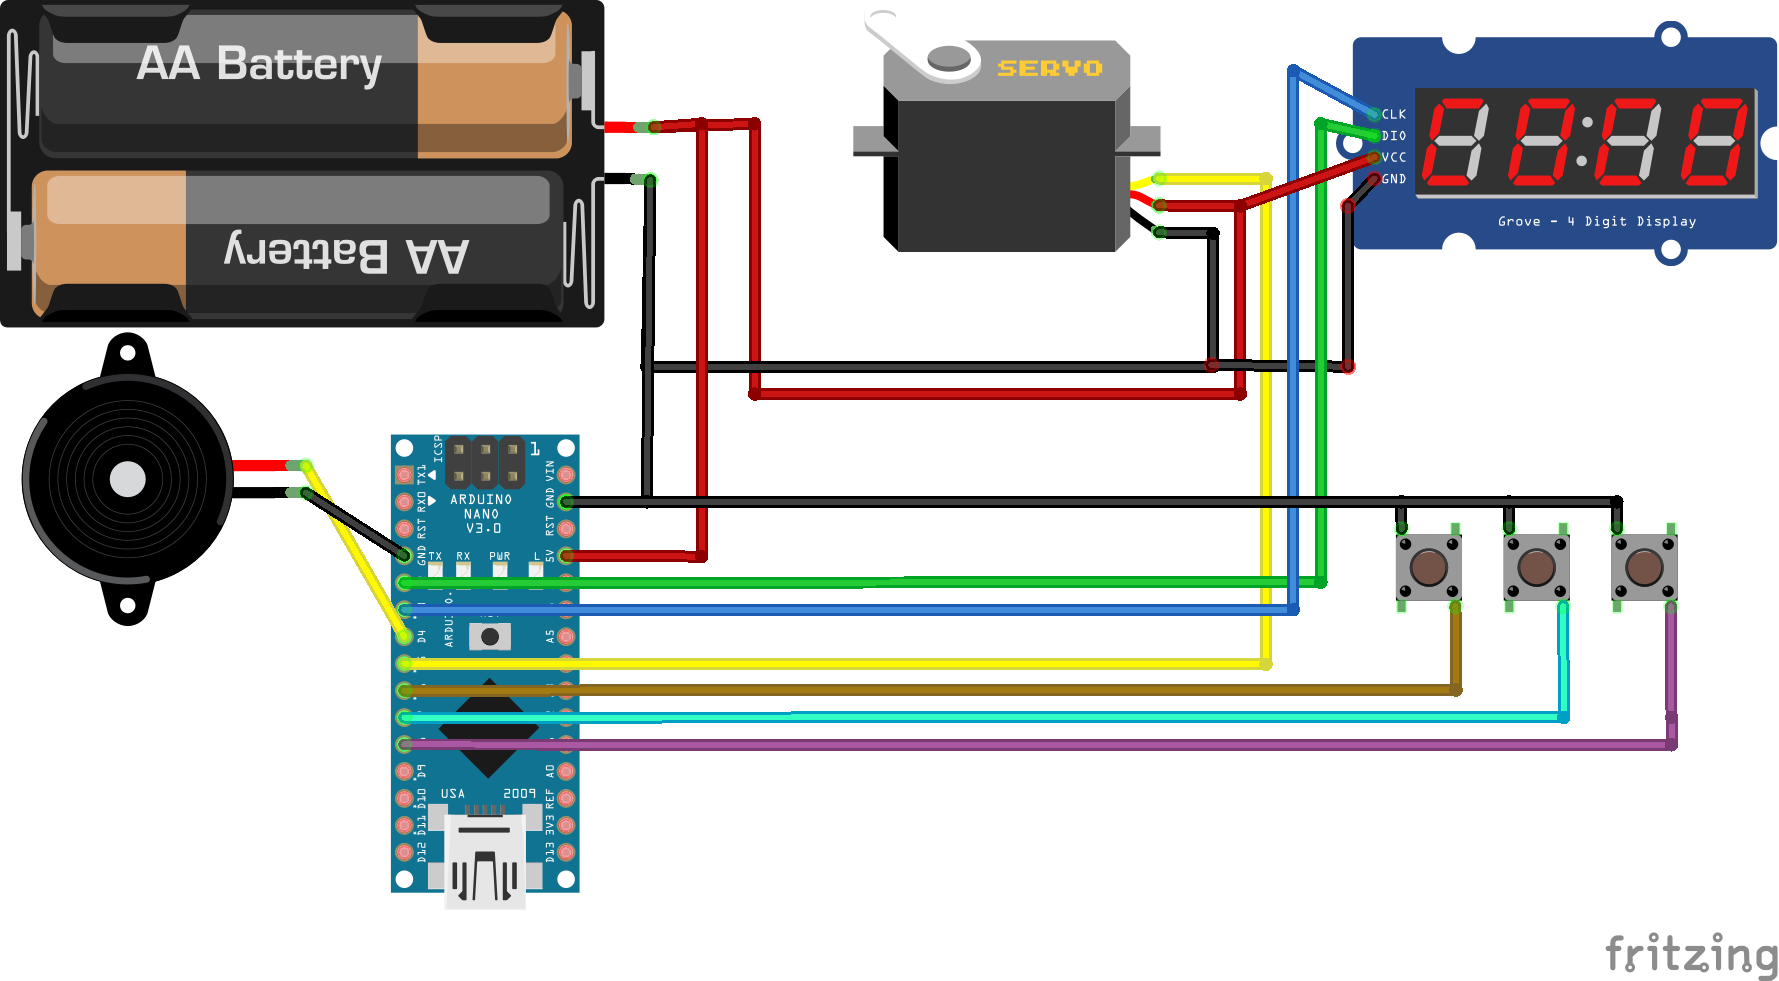 AA Battery
AA Battery
SERVO
CLK
DIO
VCC
GND
Grove - 4 Digit Display
ICSP
1
TX1
RX0
RST
GND
D4
D9
D10
D11
D12
VIN
GND
RST
5V
A5
A0
REF
3V3
D13
ARDUINO
NANO
V3.0
TX
RX
PWR
L
USA
2009
fritzing